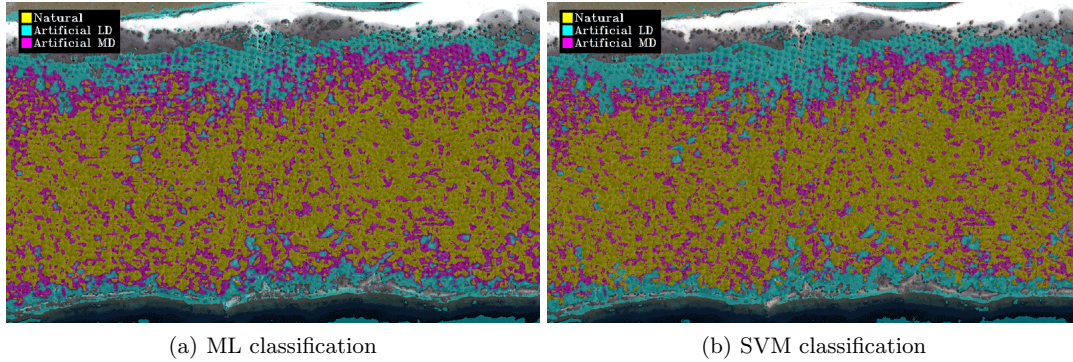 Natural
Artificial LD
Artificial MD
Natural
Artificial LD
Artificial MD
(a) ML classification
(b) SVM classification